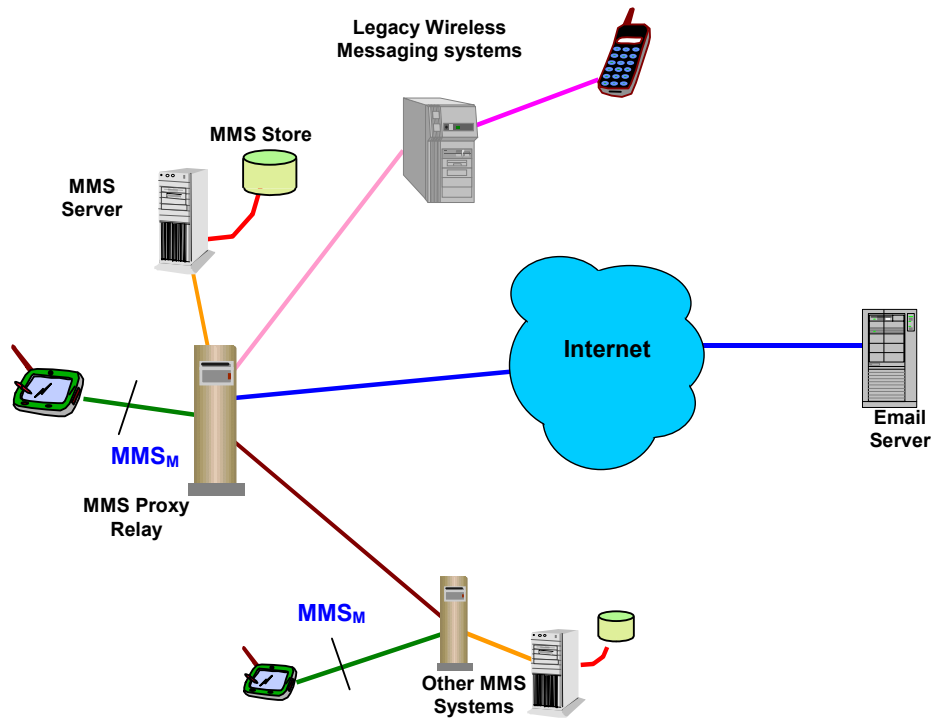 Legacy Wireless
Messaging systems
MMS Store
MMS
Server
Internet
Email
Server
MMSM
MMS Proxy
Relay
MMSM
Other MMS
Systems